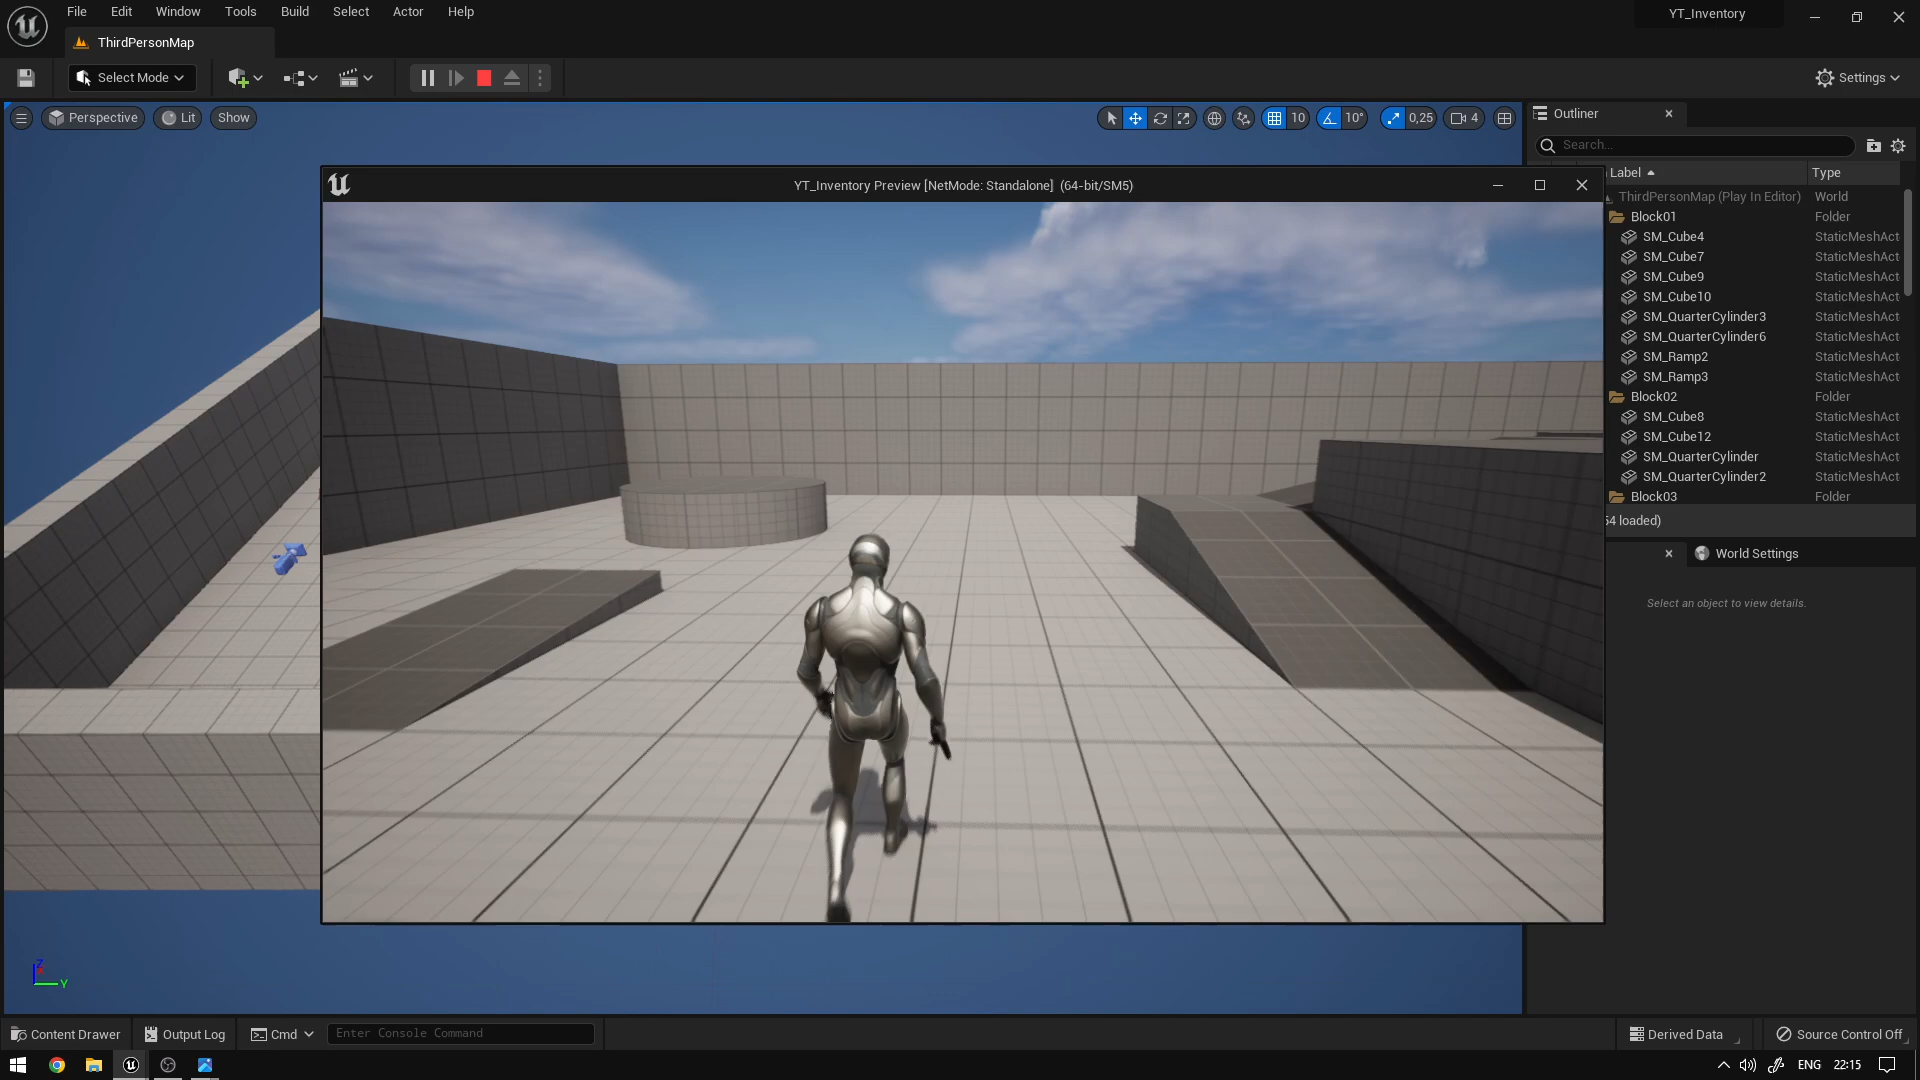 File Edit Window Tools Build Select Actor Help
YT_Inventory
ThirdPersonMap
Select Mode
Settings
Perspective Lit Show
10 10° 0,25 4
Outliner
Search...
Label Type
ThirdPersonMap (Play In Editor) World
Block01 Folder
SM_Cube4 StaticMeshAct
SM_Cube7 StaticMeshAct
SM_Cube9 StaticMeshAct
SM_Cube10 StaticMeshAct
SM_QuarterCylinder3 StaticMeshAct
SM_QuarterCylinder6 StaticMeshAct
SM_Ramp2 StaticMeshAct
SM_Ramp3 StaticMeshAct
Block02 Folder
SM_Cube8 StaticMeshAct
SM_Cube12 StaticMeshAct
SM_QuarterCylinder StaticMeshAct
SM_QuarterCylinder2 StaticMeshAct
Block03 Folder
54 loaded)
World Settings
Select an object to view details.
YT_Inventory Preview [NetMode: Standalone] (64-bit/SM5)
Z
Y
Content Drawer Output Log Cmd Enter Console Command
Derived Data Source Control Off
ENG 22:15